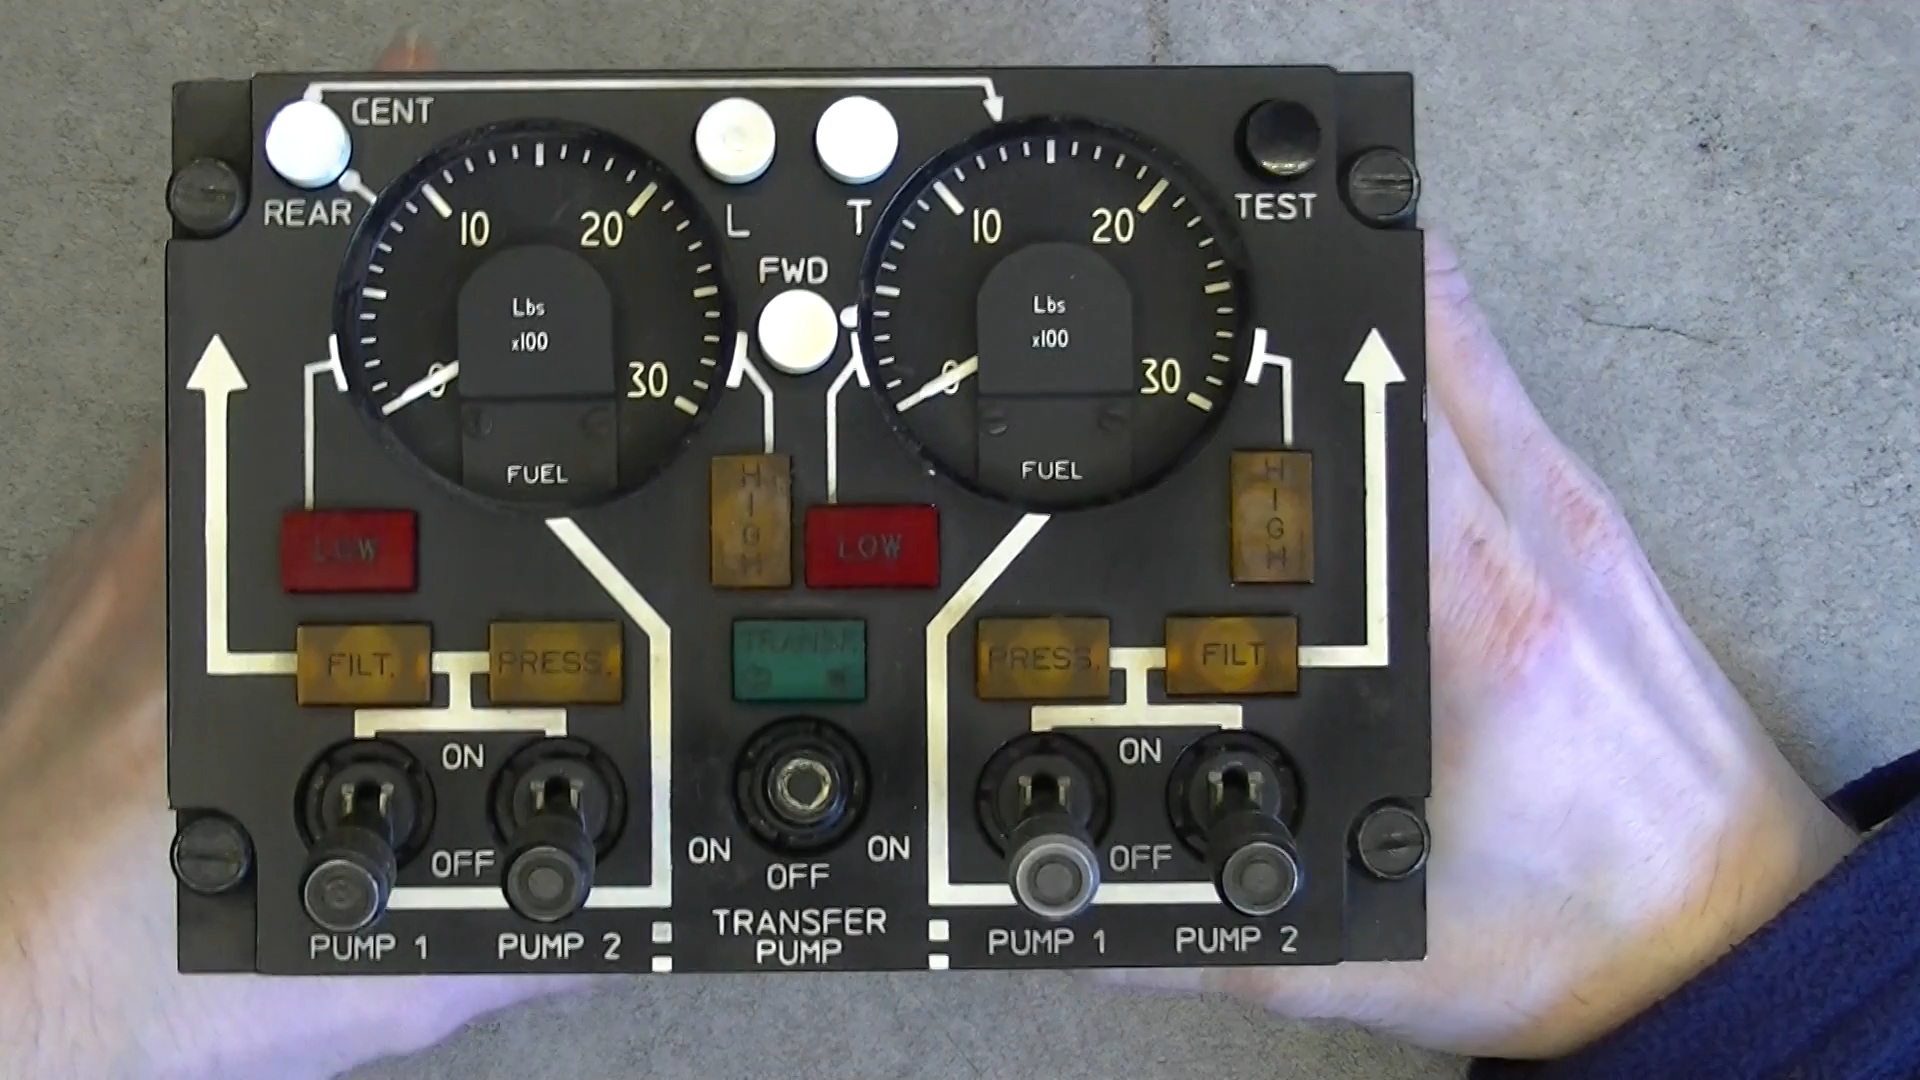 CENT
REAR
L
T
TEST
FWD
10
20
10
20
Lbs
x100
Lbs
x100
0
30
0
30
FUEL
FUEL
HIGH
HIGH
LOW
LOW
FILT.
PRESS.
TRANSF.
PRESS.
FILT.
ON
ON
OFF
ON
OFF
ON
OFF
TRANSFER
PUMP
PUMP 1
PUMP 2
PUMP 1
PUMP 2